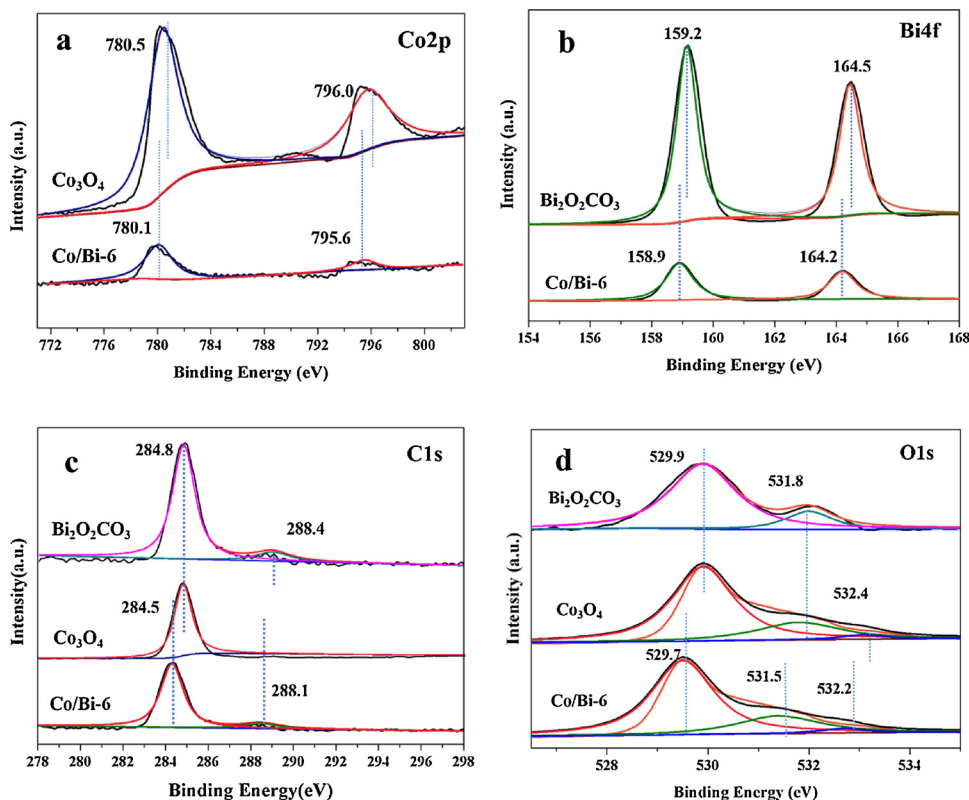 a
Co2p
780.5
796.0
Co₃O₄
780.1
795.6
Co/Bi-6
Intensity (a.u.)
772 776 780 784 788 792 796 800
Binding Energy (eV)
b
Bi4f
159.2
164.5
Bi₂O₂CO₃
158.9
164.2
Co/Bi-6
Intensity (a.u.)
154 156 158 160 162 164 166 168
Binding Energy (eV)
c
C1s
284.8
288.4
Bi₂O₂CO₃
284.5
Co₃O₄
288.1
Co/Bi-6
Intensity(a.u.)
278 280 282 284 286 288 290 292 294 296 298
Binding Energy(eV)
d
O1s
529.9
531.8
Bi₂O₂CO₃
532.4
Co₃O₄
529.7
531.5
532.2
Co/Bi-6
Intensity (a.u.)
528 530 532 534
Binding Energy (eV)